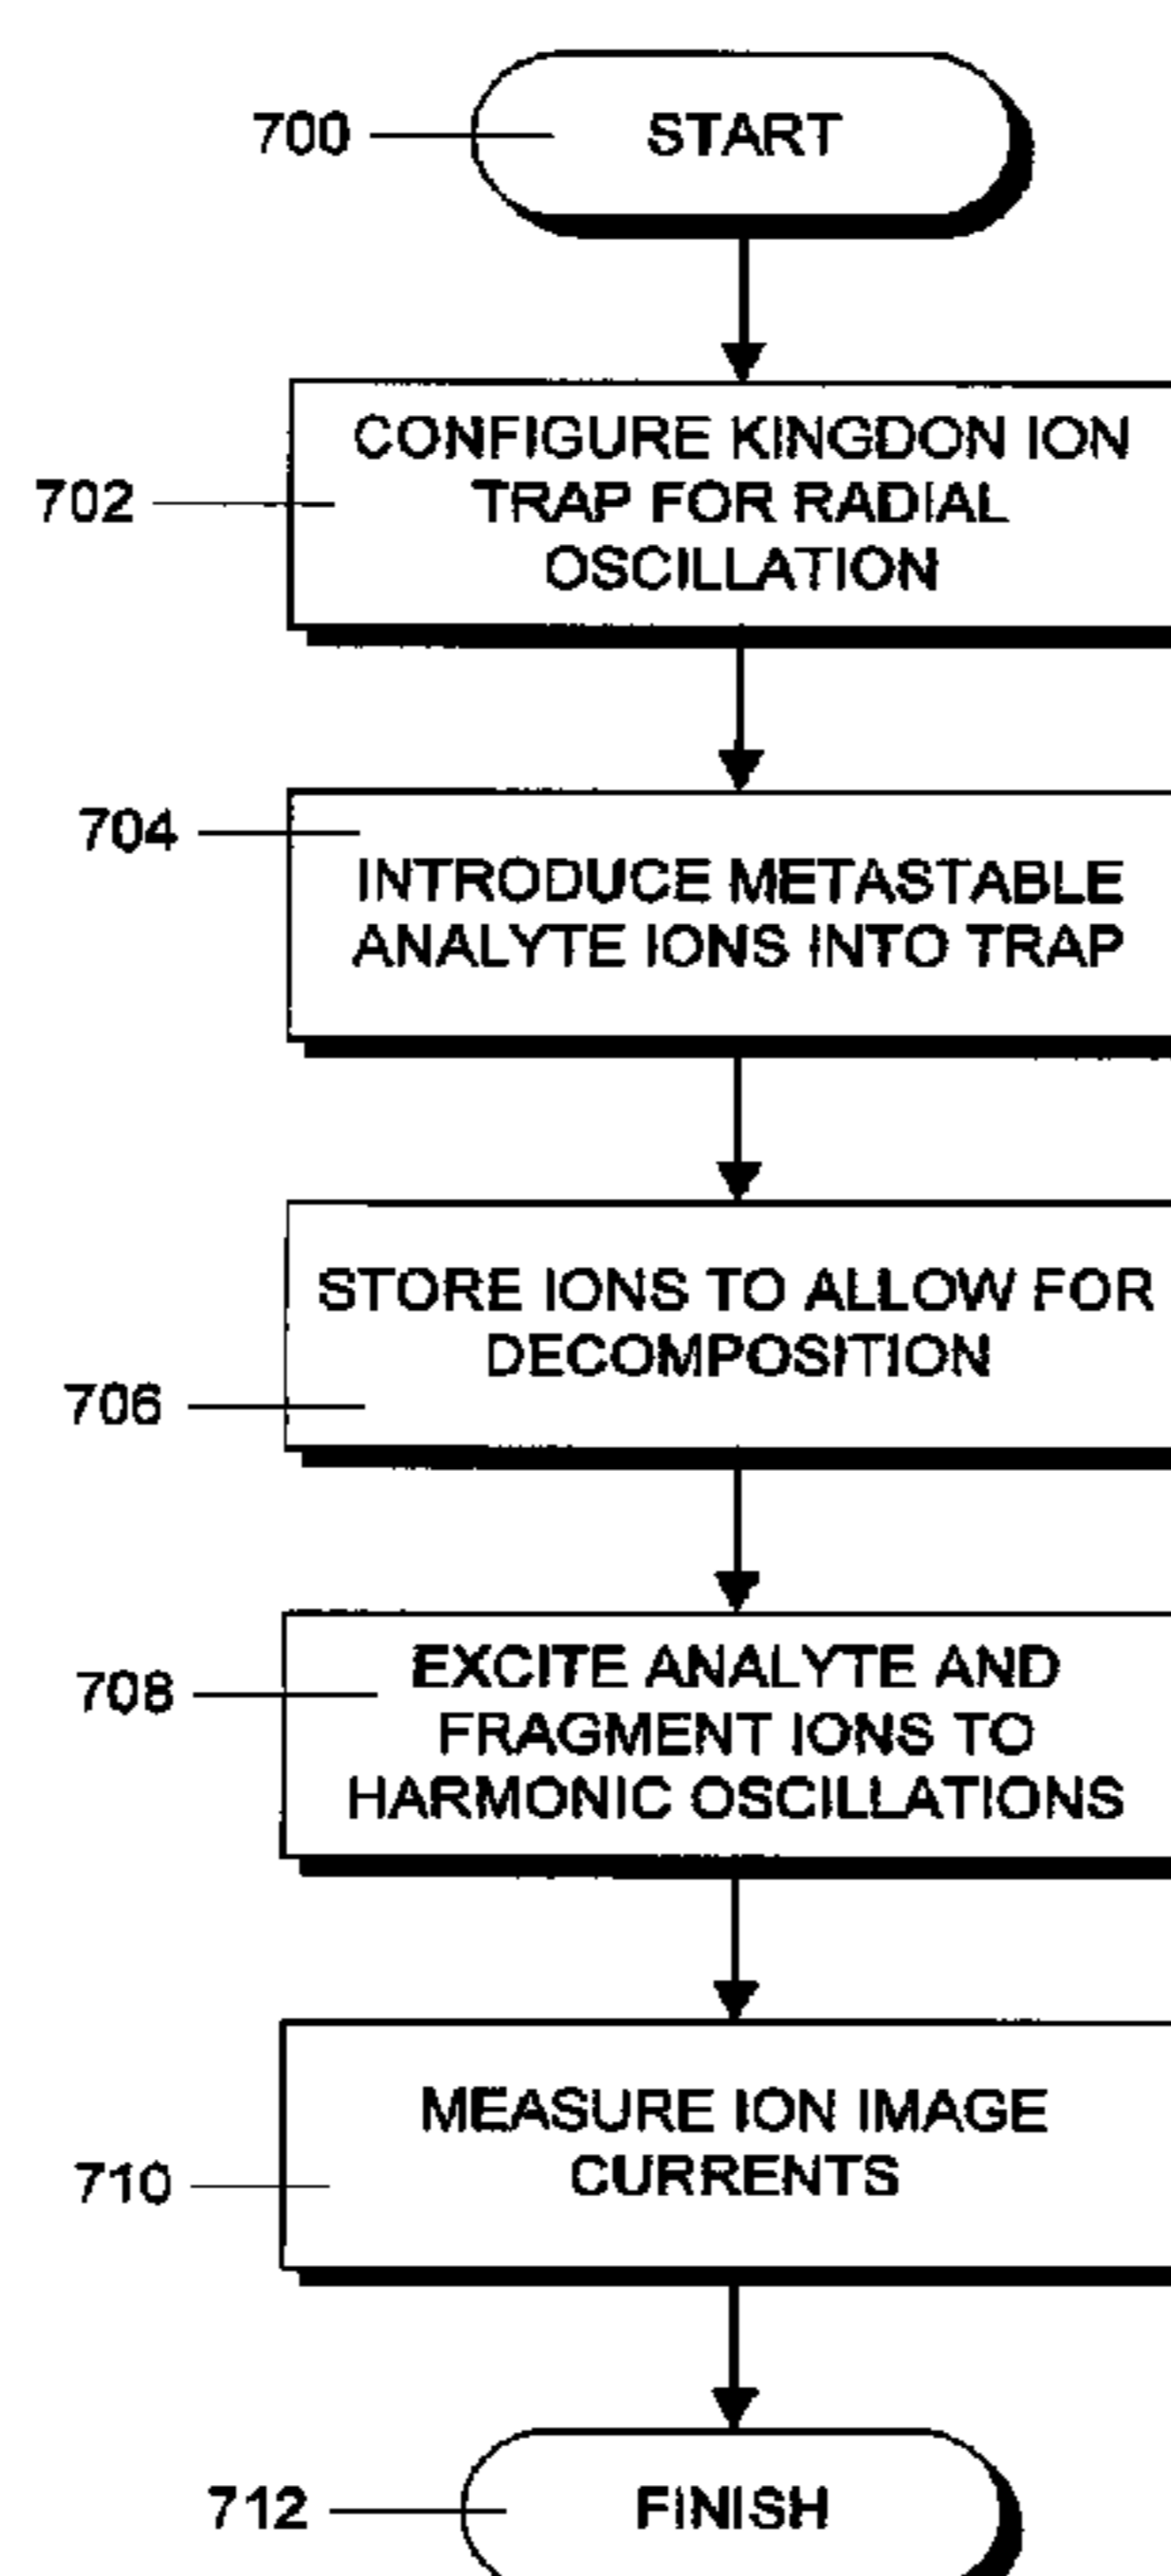 700
START
702
CONFIGURE KINGDON ION
TRAP FOR RADIAL
OSCILLATION
704
INTRODUCE METASTABLE
ANALYTE IONS INTO TRAP
STORE IONS TO ALLOW FOR
DECOMPOSITION
706
708
EXCITE ANALYTE AND
FRAGMENT IONS TO
HARMONIC OSCILLATIONS
MEASURE ION IMAGE
CURRENTS
710
712
FINISH